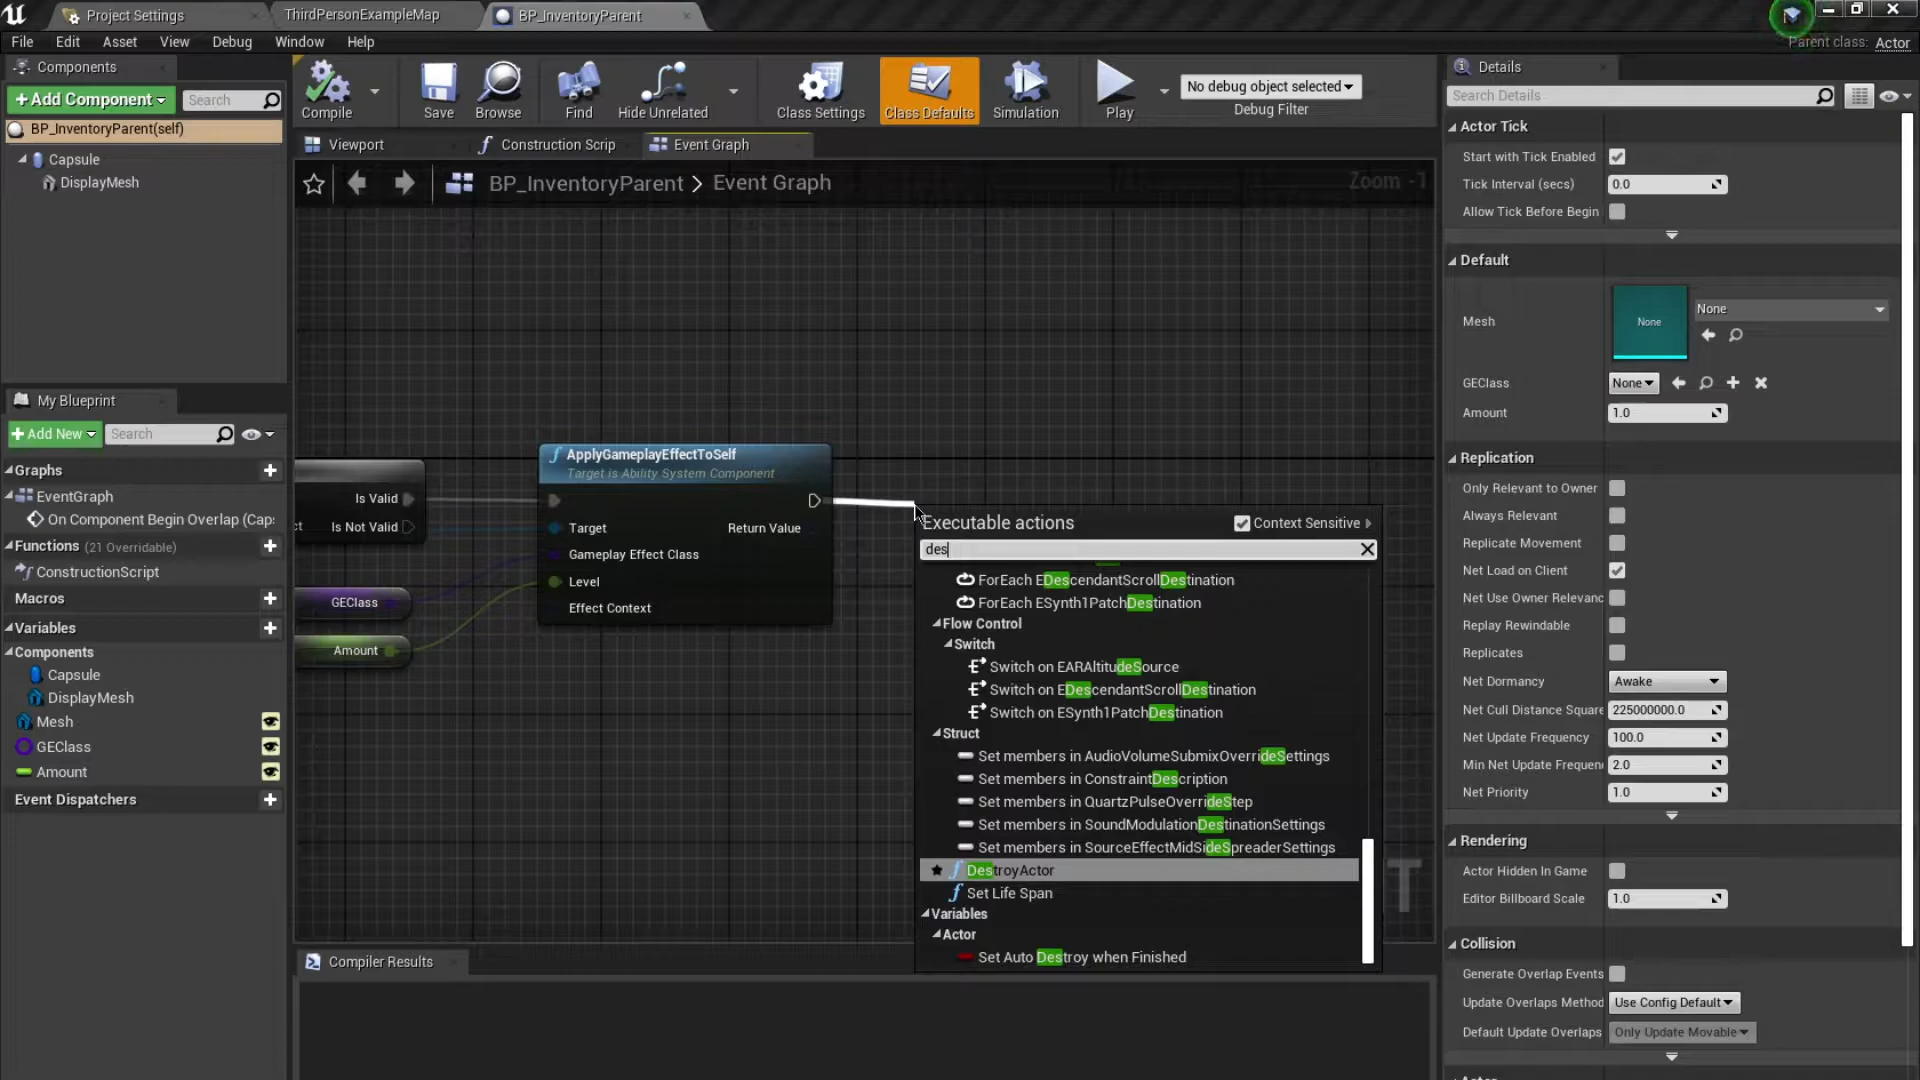 Project Settings
ThirdPersonExampleMap
BP_InventoryParent
File
Edit
Asset
View
Debug
Window
Help
Parent class: Actor
Components
+Add Component
Search
BP_InventoryParent(self)
Capsule
DisplayMesh
Compile
Save
Browse
Find
Hide Unrelated
Class Settings
Class Defaults
Simulation
Play
No debug object selected
Debug Filter
Viewport
Construction Scrip
Event Graph
BP_InventoryParent > Event Graph
Zoom -1
My Blueprint
+Add New
Search
Graphs
EventGraph
On Component Begin Overlap (Cap:
Functions (21 Overridable)
ConstructionScript
Macros
Variables
Components
Capsule
DisplayMesh
Mesh
GEClass
Amount
Event Dispatchers
Is Valid
ct
Is Not Valid
GEClass
Amount
ApplyGameplayEffectToSelf
Target is Ability System Component
Target
Return Value
Gameplay Effect Class
Level
Effect Context
Executable actions
Context Sensitive
des
ForEach EDescendantScrollDestination
ForEach ESynth1PatchDestination
Flow Control
Switch
Switch on EARAltitudeSource
Switch on EDescendantScrollDestination
Switch on ESynth1PatchDestination
Struct
Set members in AudioVolumeSubmixOverrideSettings
Set members in ConstraintDescription
Set members in QuartzPulseOverrideStep
Set members in SoundModulationDestinationSettings
Set members in SourceEffectMidSideSpreaderSettings
DestroyActor
Set Life Span
Variables
Actor
Set Auto Destroy when Finished
T
Compiler Results
Details
Search Details
Actor Tick
Start with Tick Enabled
Tick Interval (secs)
0.0
Allow Tick Before Begin
Default
Mesh
None
None
GEClass
None
Amount
1.0
Replication
Only Relevant to Owner
Always Relevant
Replicate Movement
Net Load on Client
Net Use Owner Relevanc
Replay Rewindable
Replicates
Net Dormancy
Awake
Net Cull Distance Square
225000000.0
Net Update Frequency
100.0
Min Net Update Frequen
2.0
Net Priority
1.0
Rendering
Actor Hidden In Game
Editor Billboard Scale
1.0
Collision
Generate Overlap Events
Update Overlaps Method
Use Config Default
Default Update Overlaps
Only Update Movable